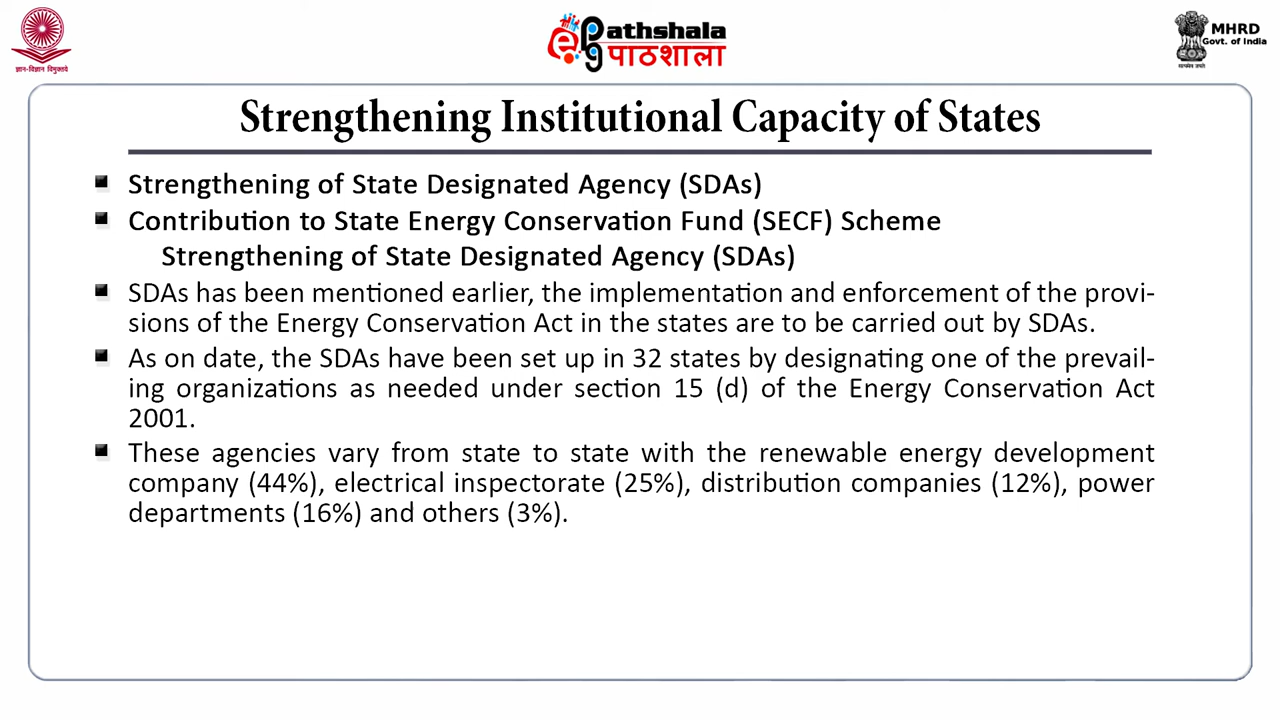 ज्ञान-विज्ञान विमुक्तये
ePG Pathshala
पाठशाला
MHRD
Govt. of India
सत्यमेव जयते
Strengthening Institutional Capacity of States
Strengthening of State Designated Agency (SDAs)
Contribution to State Energy Conservation Fund (SECF) Scheme
Strengthening of State Designated Agency (SDAs)
SDAs has been mentioned earlier, the implementation and enforcement of the provi-
sions of the Energy Conservation Act in the states are to be carried out by SDAs.
As on date, the SDAs have been set up in 32 states by designating one of the prevail-
ing organizations as needed under section 15 (d) of the Energy Conservation Act
2001.
These agencies vary from state to state with the renewable energy development
company (44%), electrical inspectorate (25%), distribution companies (12%), power
departments (16%) and others (3%).